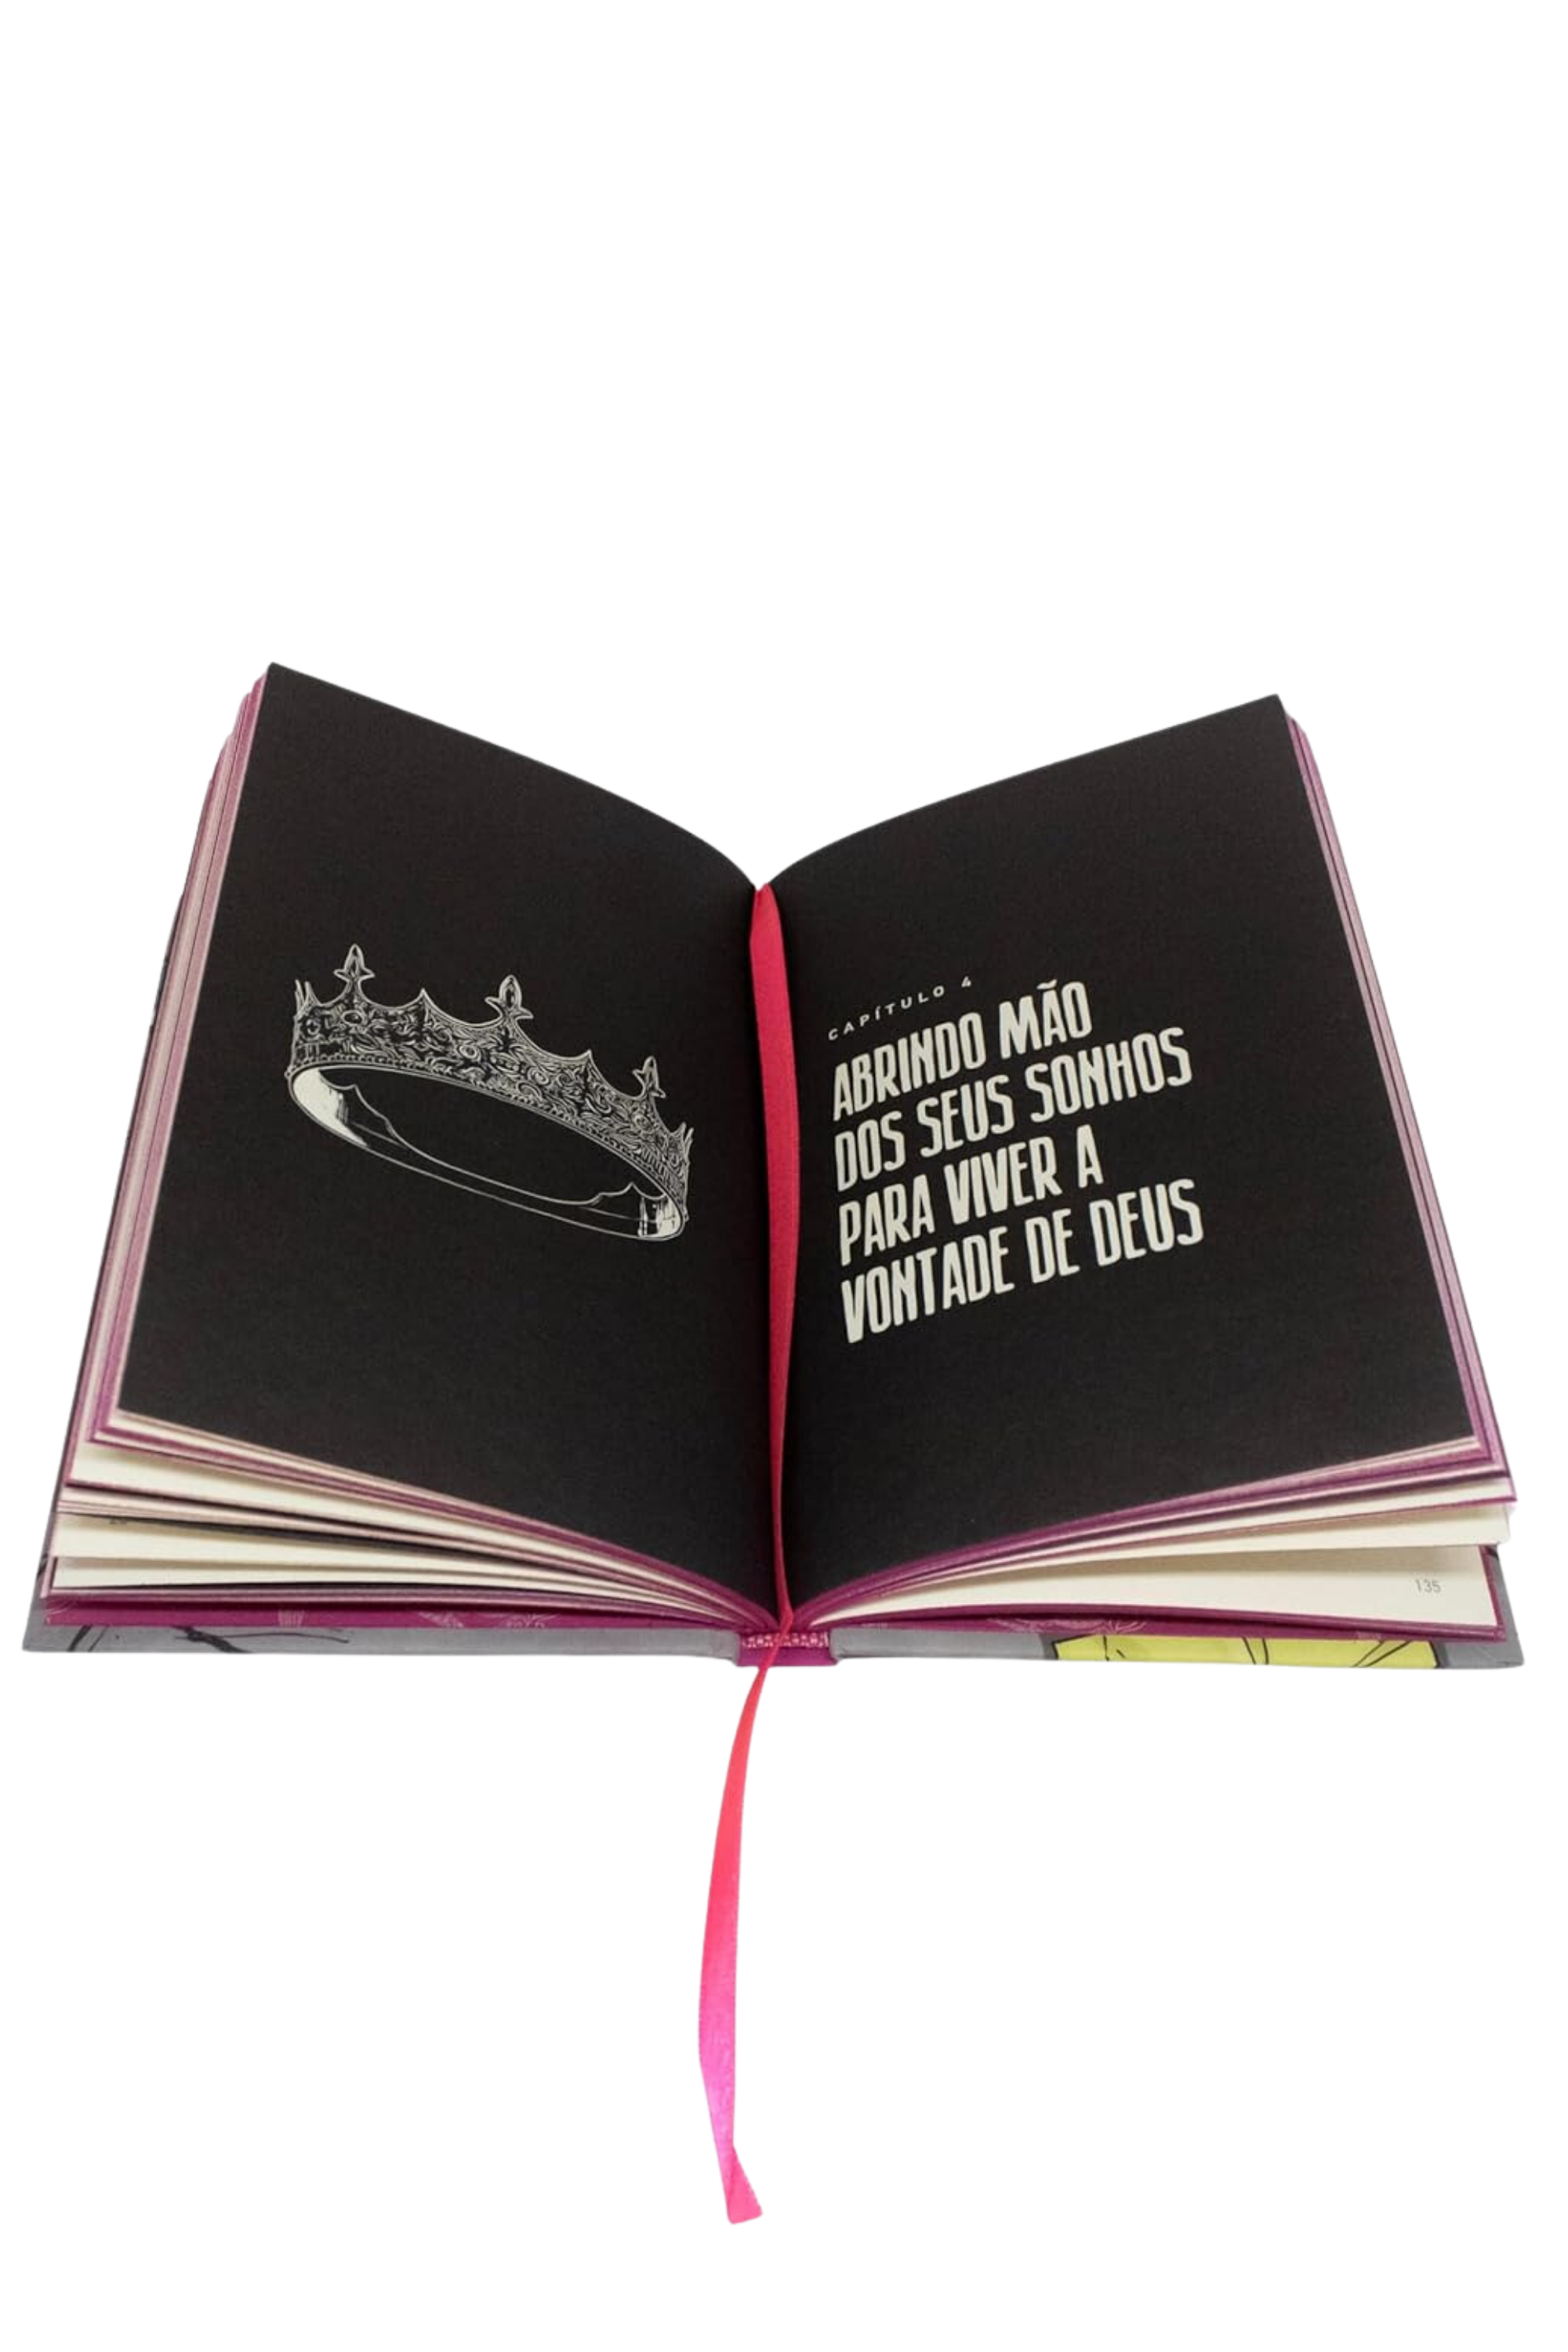 CAPÍTULO 4
ABRINDO MÃO
DOS SEUS SONHOS
PARA VIVER A
VONTADE DE DEUS
135